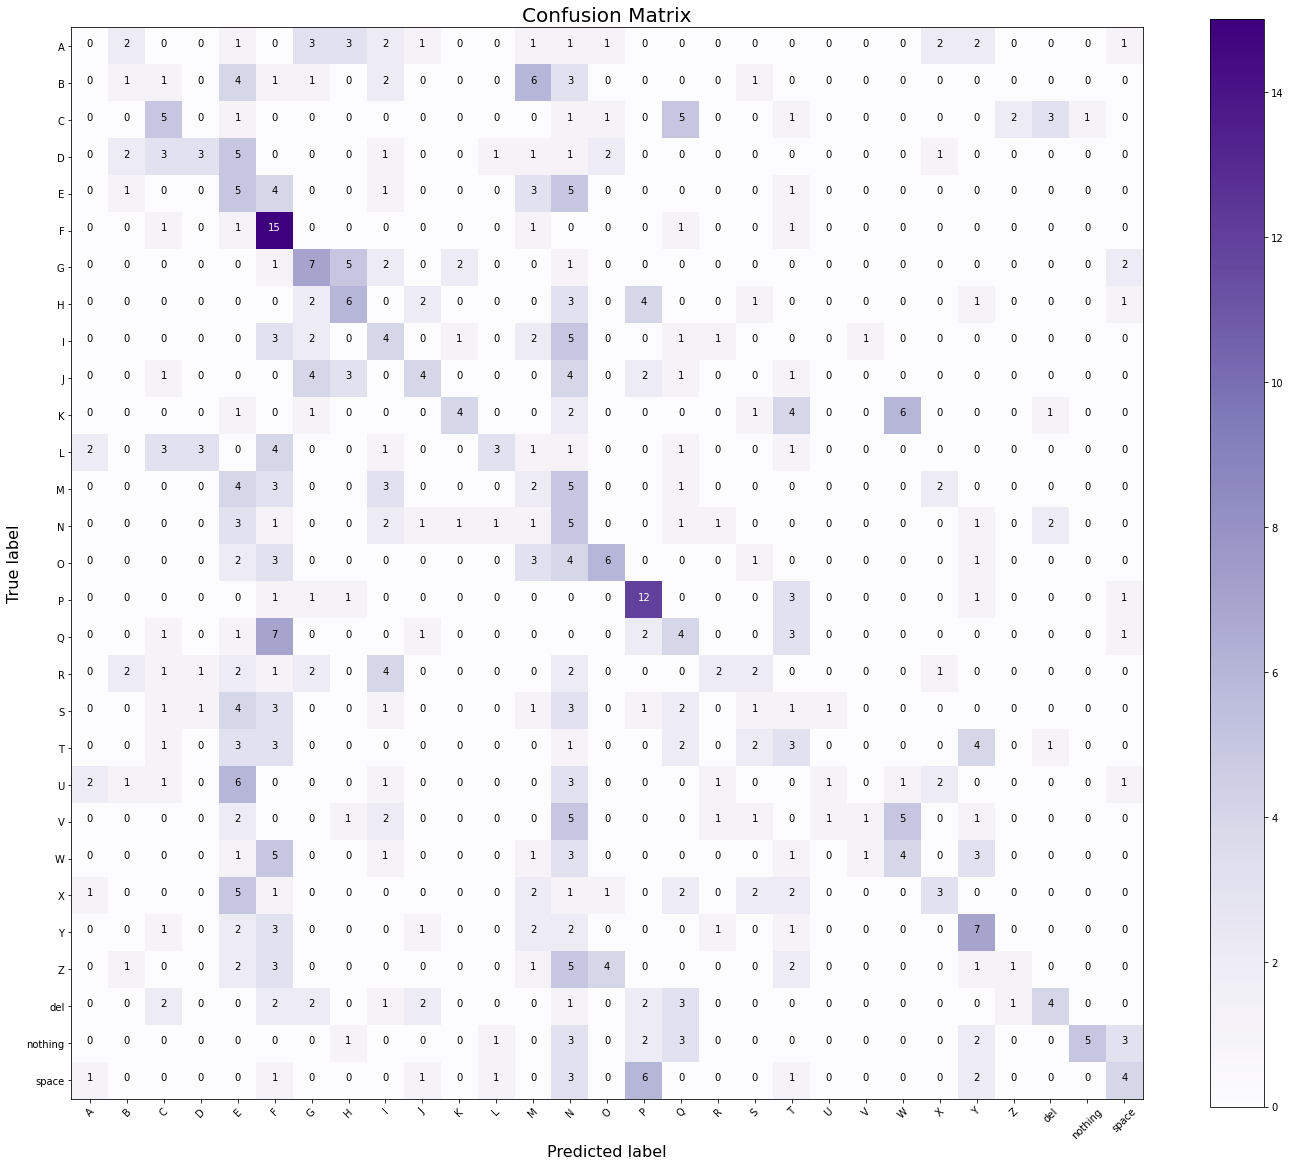 Confusion Matrix
A 0 2 0 0 1 0 3 3 2 1 0 0 1 1 1 0 0 0 0 0 0 0 0 2 2 0 0 0 1
B 0 1 1 0 4 1 1 0 2 0 0 0 6 3 0 0 0 0 1 0 0 0 0 0 0 0 0 0 0
C 0 0 5 0 1 0 0 0 0 0 0 0 0 1 1 0 5 0 0 1 0 0 0 0 0 2 3 1 0
D 0 2 3 3 5 0 0 0 1 0 0 1 1 1 2 0 0 0 0 0 0 0 0 1 0 0 0 0 0
E 0 1 0 0 5 4 0 0 1 0 0 0 3 5 0 0 0 0 0 1 0 0 0 0 0 0 0 0 0
F 0 0 1 0 1 15 0 0 0 0 0 0 1 0 0 0 1 0 0 1 0 0 0 0 0 0 0 0 0
G 0 0 0 0 0 1 7 5 2 0 2 0 0 1 0 0 0 0 0 0 0 0 0 0 0 0 0 0 2
H 0 0 0 0 0 0 2 6 0 2 0 0 0 3 0 4 0 0 1 0 0 0 0 0 1 0 0 0 1
I 0 0 0 0 0 3 2 0 4 0 1 0 2 5 0 0 1 1 0 0 0 1 0 0 0 0 0 0 0
J 0 0 1 0 0 0 4 3 0 4 0 0 0 4 0 2 1 0 0 1 0 0 0 0 0 0 0 0 0
K 0 0 0 0 1 0 1 0 0 0 4 0 0 2 0 0 0 0 1 4 0 0 6 0 0 0 1 0 0
L 2 0 3 3 0 4 0 0 1 0 0 3 1 1 0 0 1 0 0 1 0 0 0 0 0 0 0 0 0
M 0 0 0 0 4 3 0 0 3 0 0 0 2 5 0 0 1 0 0 0 0 0 0 2 0 0 0 0 0
N 0 0 0 0 3 1 0 0 2 1 1 1 1 5 0 0 1 1 0 0 0 0 0 0 1 0 2 0 0
O 0 0 0 0 2 3 0 0 0 0 0 0 3 4 6 0 0 0 1 0 0 0 0 0 1 0 0 0 0
P 0 0 0 0 0 1 1 1 0 0 0 0 0 0 0 12 0 0 0 3 0 0 0 0 1 0 0 0 1
Q 0 0 1 0 1 7 0 0 0 1 0 0 0 0 0 2 4 0 0 3 0 0 0 0 0 0 0 0 1
R 0 2 1 1 2 1 2 0 4 0 0 0 0 2 0 0 0 2 2 0 0 0 0 1 0 0 0 0 0
S 0 0 1 1 4 3 0 0 1 0 0 0 1 3 0 1 2 0 1 1 1 0 0 0 0 0 0 0 0
T 0 0 1 0 3 3 0 0 0 0 0 0 0 1 0 0 2 0 2 3 0 0 0 0 4 0 1 0 0
U 2 1 1 0 6 0 0 0 1 0 0 0 0 3 0 0 0 1 0 0 1 0 1 2 0 0 0 0 1
V 0 0 0 0 2 0 0 1 2 0 0 0 0 5 0 0 0 1 1 0 1 1 5 0 1 0 0 0 0
W 0 0 0 0 1 5 0 0 1 0 0 0 1 3 0 0 0 0 0 1 0 1 4 0 3 0 0 0 0
X 1 0 0 0 5 1 0 0 0 0 0 0 2 1 1 0 2 0 2 2 0 0 0 3 0 0 0 0 0
Y 0 0 1 0 2 3 0 0 0 1 0 0 2 2 0 0 0 1 0 1 0 0 0 0 7 0 0 0 0
Z 0 1 0 0 2 3 0 0 0 0 0 0 1 5 4 0 0 0 0 2 0 0 0 0 1 1 0 0 0
del 0 0 2 0 0 2 2 0 1 2 0 0 0 1 0 2 3 0 0 0 0 0 0 0 0 1 4 0 0
nothing 0 0 0 0 0 0 0 1 0 0 0 1 0 3 0 2 3 0 0 0 0 0 0 0 2 0 0 5 3
space 1 0 0 0 0 1 0 0 0 1 0 1 0 3 0 6 0 0 0 1 0 0 0 0 2 0 0 0 4
A B C D E F G H I J K L M N O P Q R S T U V W X Y Z del nothing space
Predicted label
True label
14
12
10
8
6
4
2
0